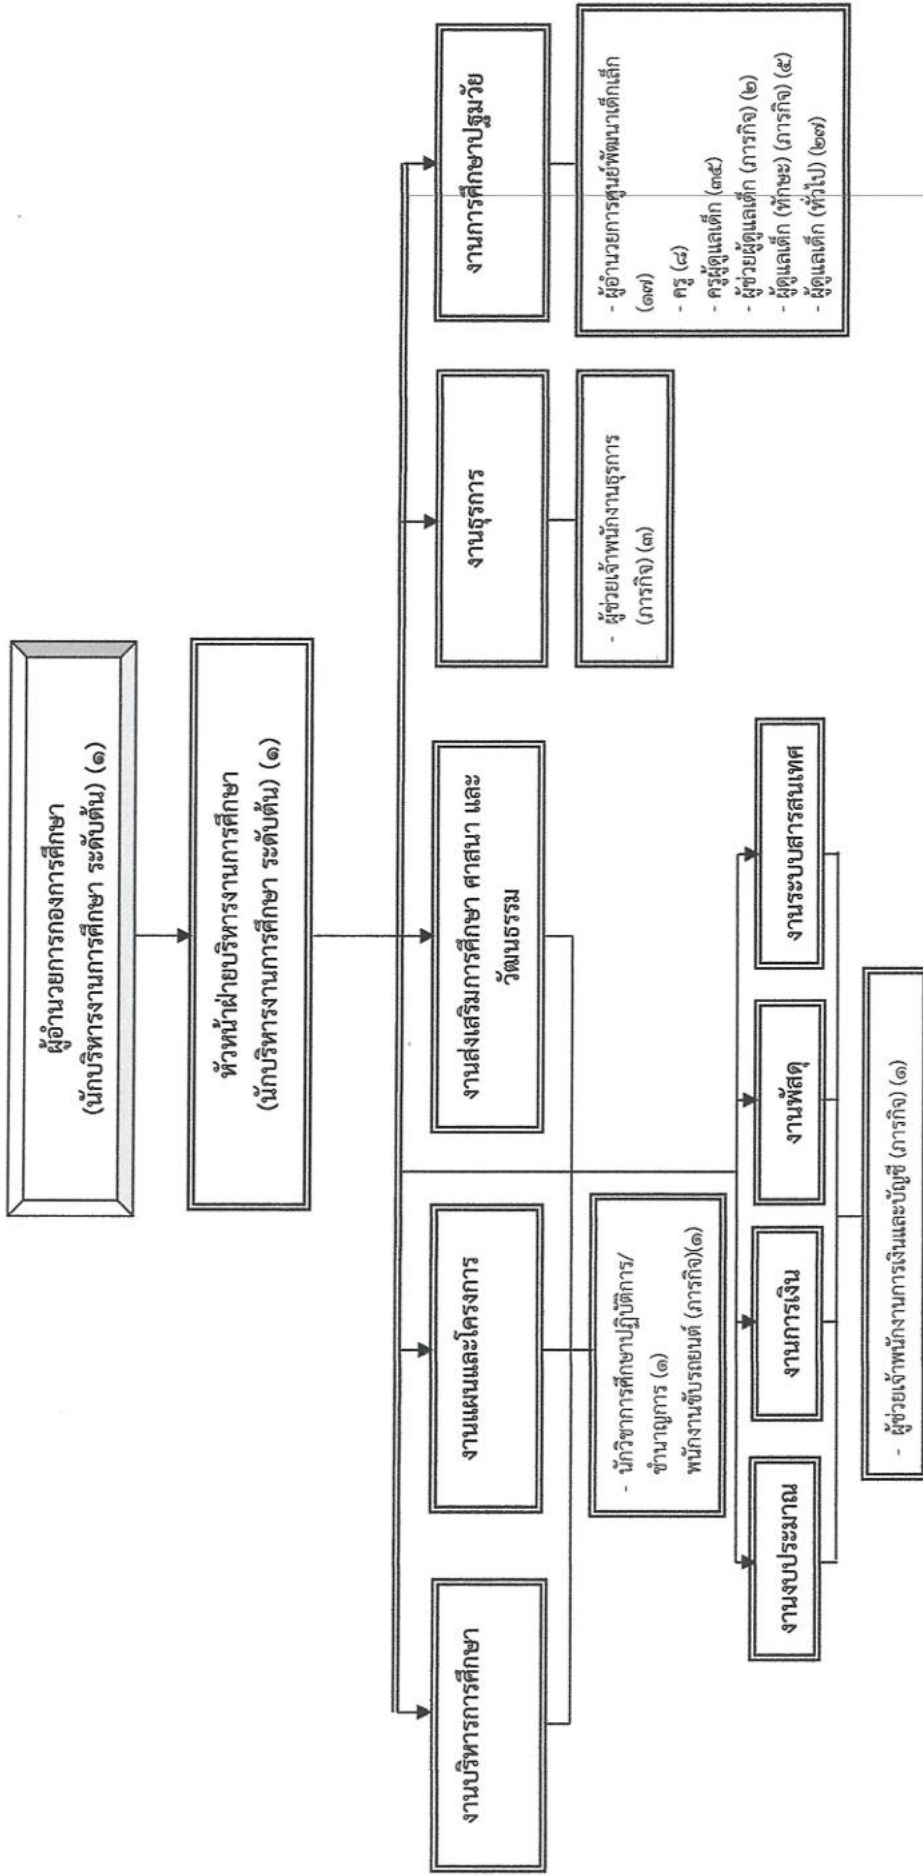 ผู้อำนวยการกองการศึกษา
(นักบริหารงานการศึกษา ระดับต้น) (๑)
หัวหน้าฝ่ายบริหารงานการศึกษา
(นักบริหารงานการศึกษา ระดับต้น) (๑)
งานบริหารการศึกษา
งานแผนและโครงการ
งานส่งเสริมการศึกษา ศาสนา และ
วัฒนธรรม
งานธุรการ
งานการศึกษาปฐมวัย
- นักวิชาการศึกษาปฏิบัติการ/
ชำนาญการ (๑)
พนักงานขับรถยนต์ (ภารกิจ)(๑)
- ผู้ช่วยเจ้าพนักงานธุรการ
(ภารกิจ) (๓)
- ผู้อำนวยการศูนย์พัฒนาเด็กเล็ก
(๑๗)
- ครู (๘)
- ครูผู้ดูแลเด็ก (๓๕)
- ผู้ช่วยผู้ดูแลเด็ก (ภารกิจ) (๒)
- ผู้ดูแลเด็ก (ทักษะ) (ภารกิจ) (๕)
- ผู้ดูแลเด็ก (ทั่วไป) (๒๗)
งานงบประมาณ
งานการเงิน
งานพัสดุ
งานระบบสารสนเทศ
- ผู้ช่วยเจ้าพนักงานการเงินและบัญชี (ภารกิจ) (๑)